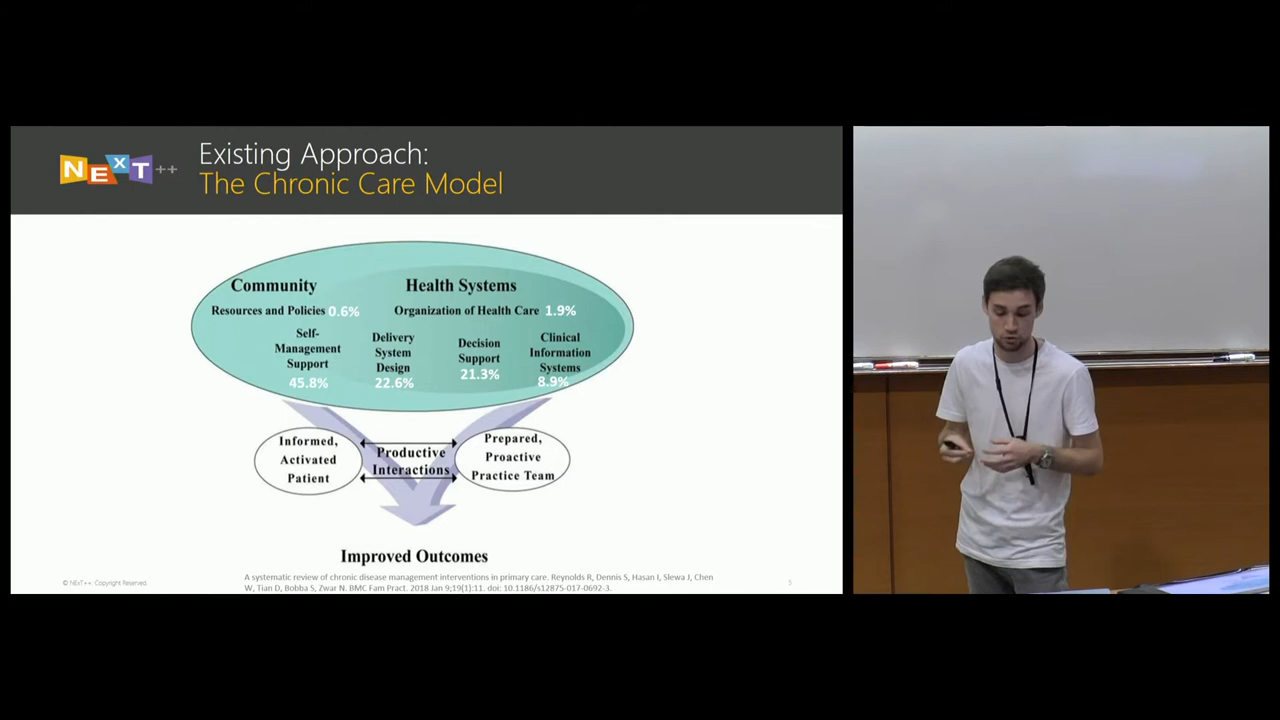 NExT++
Existing Approach:
The Chronic Care Model
Community
Health Systems
Resources and Policies 0.6%
Organization of Health Care 1.9%
Self-
Management
Support
45.8%
Delivery
System
Design
22.6%
Decision
Support
21.3%
Clinical
Information
Systems
8.9%
Informed,
Activated
Patient
Productive
Interactions
Prepared,
Proactive
Practice Team
Improved Outcomes
A systematic review of chronic disease management interventions in primary care. Reynolds R, Dennis S, Hasan I, Slewa J, Chen
W, Tian D, Bobba S, Zwar N. BMC Fam Pract. 2018 Jan 9;19(1):11. doi: 10.1186/s12875-017-0692-3.
© NExT++ Copyright Reserved.
5